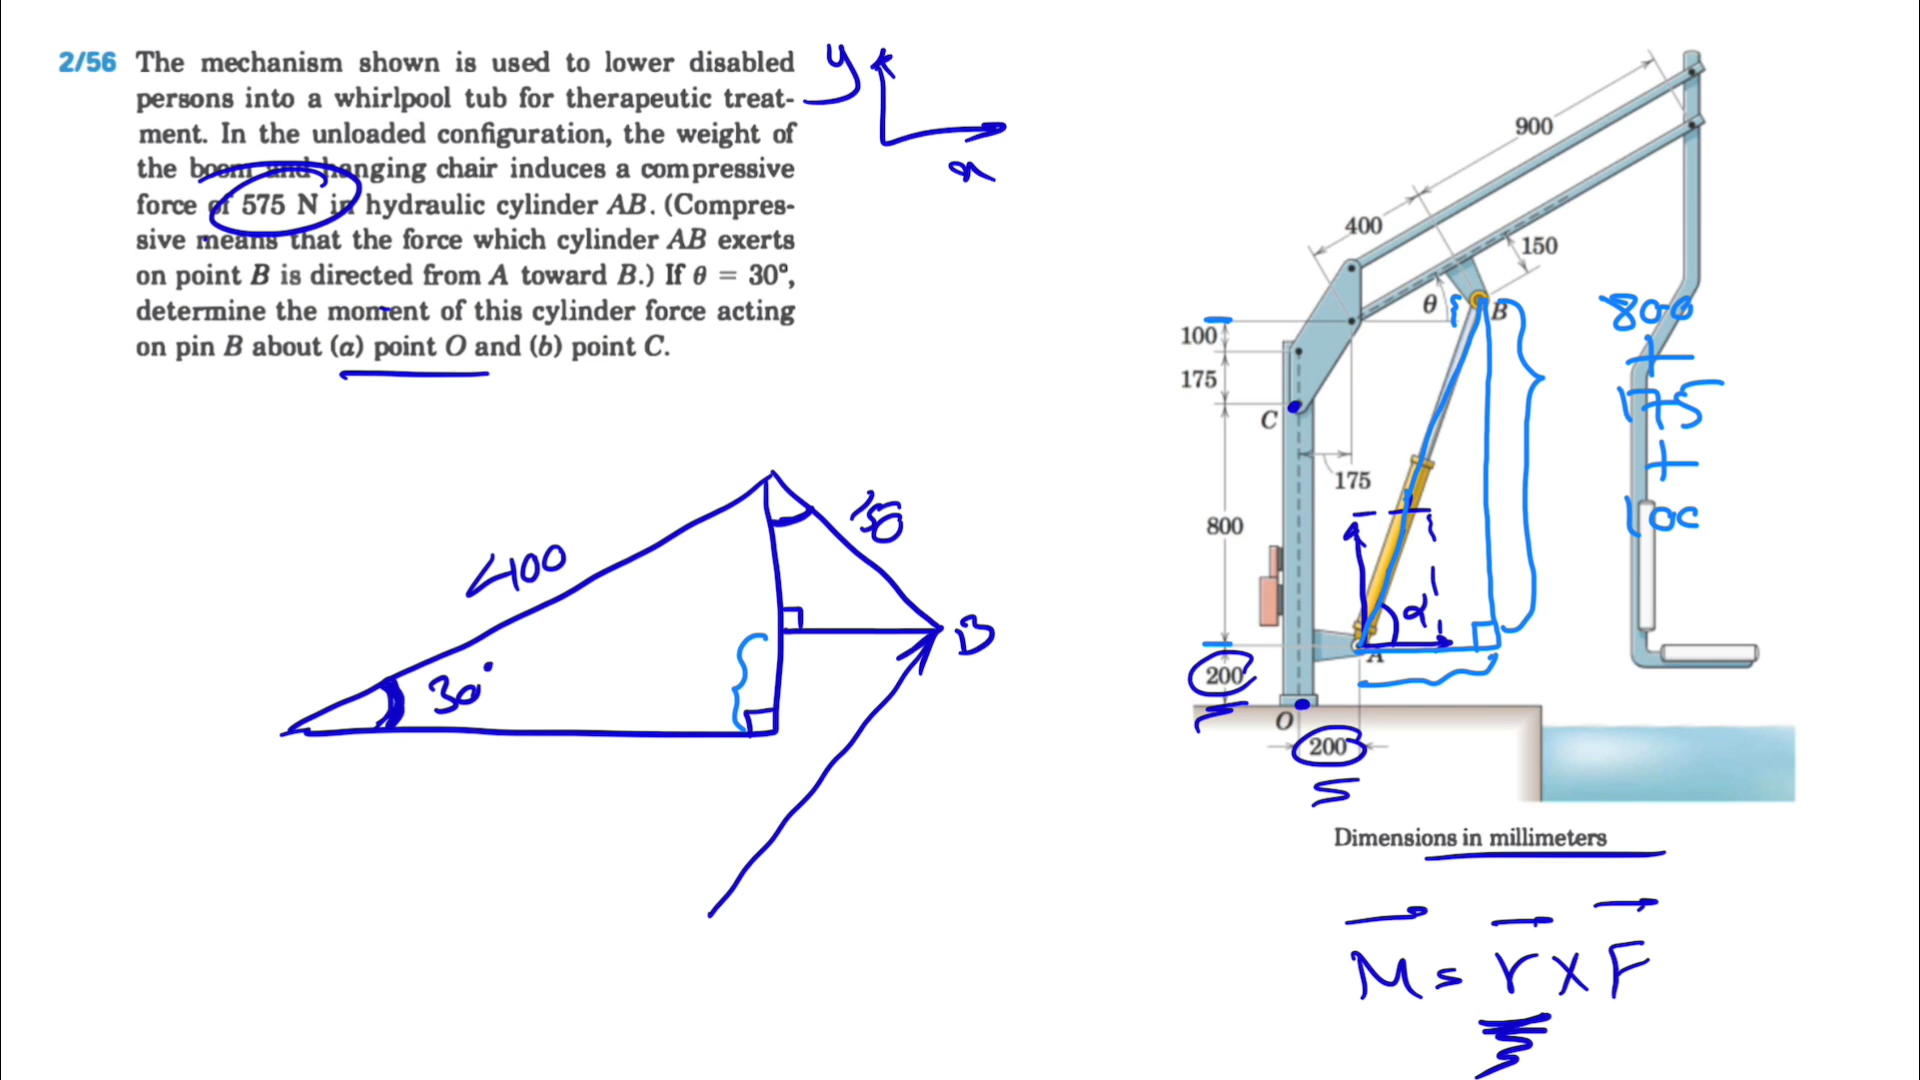 2/56 The mechanism shown is used to lower disabled
persons into a whirlpool tub for therapeutic treat-
ment. In the unloaded configuration, the weight of
the boom and hanging chair induces a compressive
force of 575 N in hydraulic cylinder AB. (Compres-
sive means that the force which cylinder AB exerts
on point B is directed from A toward B.) If θ = 30°,
determine the moment of this cylinder force acting
on pin B about (a) point O and (b) point C.
y
x
900
400
150
θ
B
100
175
C
175
800
α
A
200
O
200
800
+
175
+
100
400
150
30°
B
Dimensions in millimeters
M = r × F